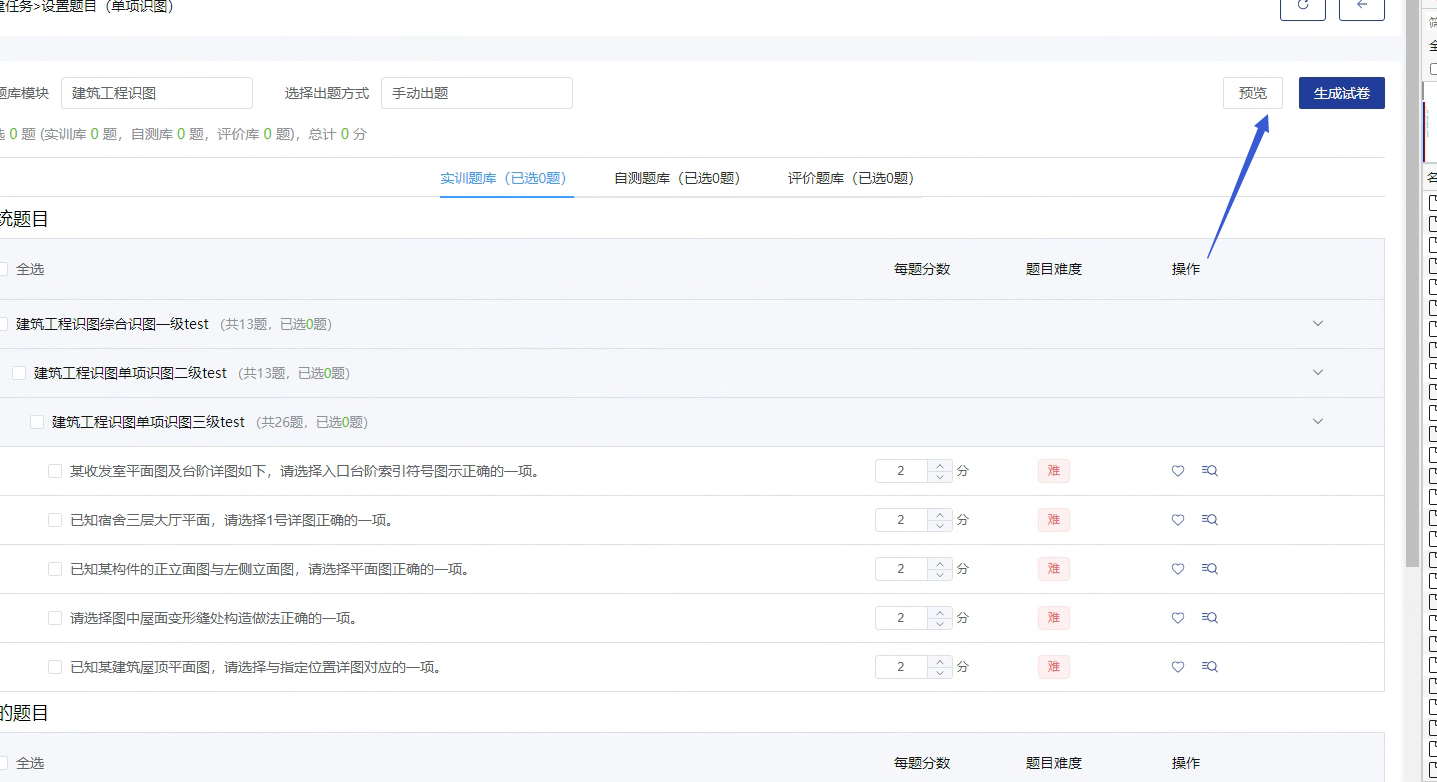 建任务>设置题目（单项识图）
题库模块 建筑工程识图 选择出题方式 手动出题 预览 生成试卷
选 0 题 (实训库 0 题，自测库 0 题，评价库 0 题)，总计 0 分
实训题库（已选0题） 自测题库（已选0题） 评价题库（已选0题）
统题目
全选 每题分数 题目难度 操作
建筑工程识图综合识图一级test (共13题，已选0题)
建筑工程识图单项识图二级test (共13题，已选0题)
建筑工程识图单项识图三级test (共26题，已选0题)
某收发室平面图及台阶详图如下，请选择入口台阶索引符号图示正确的一项。 2 分 难
已知宿舍三层大厅平面，请选择1号详图正确的一项。 2 分 难
已知某构件的正立面图与左侧立面图，请选择平面图正确的一项。 2 分 难
请选择图中屋面变形缝处构造做法正确的一项。 2 分 难
已知某建筑屋顶平面图，请选择与指定位置详图对应的一项。 2 分 难
的题目
全选 每题分数 题目难度 操作